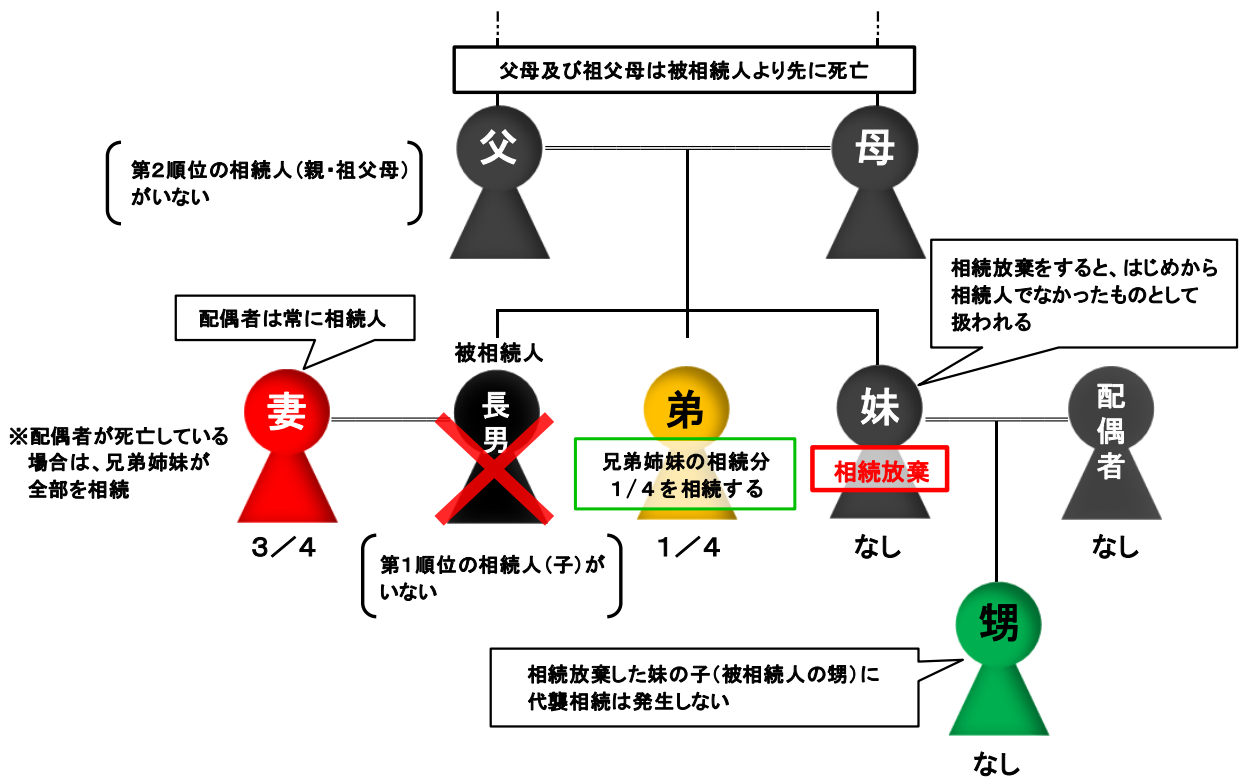 父母及び祖父母は被相続人より先に死亡
父
母
第２順位の相続人（親・祖父母）
がいない
相続放棄をすると、はじめから
相続人でなかったものとして
扱われる
配偶者は常に相続人
被相続人
妻
長男
弟
妹
配偶者
※配偶者が死亡している
場合は、兄弟姉妹が
全部を相続
兄弟姉妹の相続分
１/４を相続する
相続放棄
３／４
１／４
なし
なし
第１順位の相続人（子）が
いない
甥
相続放棄した妹の子（被相続人の甥）に
代襲相続は発生しない
なし